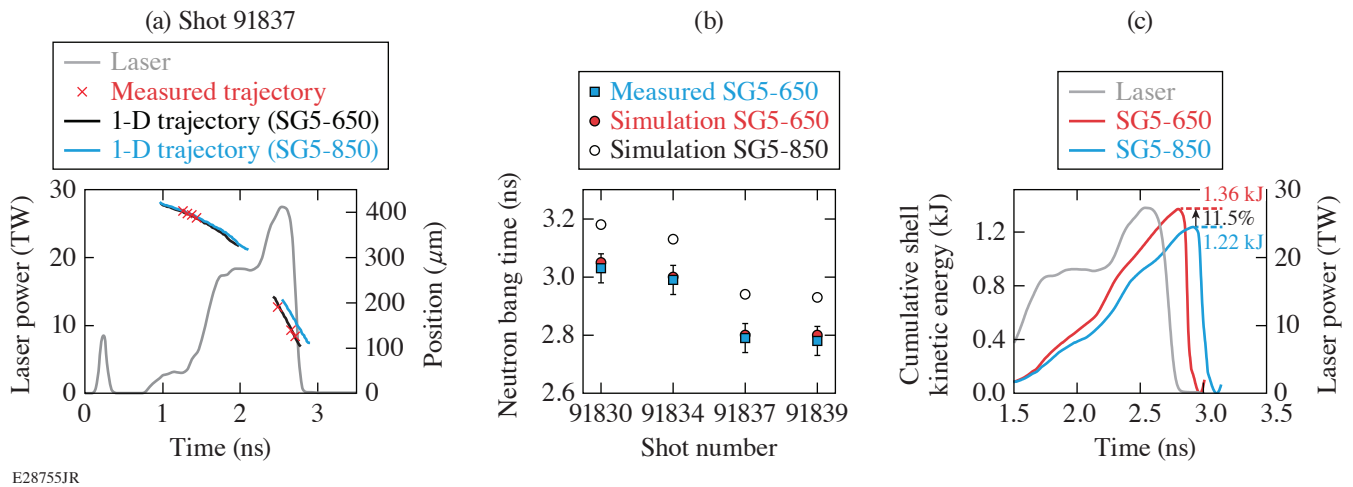 (a) Shot 91837
Laser
Measured trajectory
1-D trajectory (SG5-650)
1-D trajectory (SG5-850)
Laser power (TW)
30
20
10
0
0
1
2
3
Time (ns)
400
300
200
100
0
Position (μm)
(b)
Measured SG5-650
Simulation SG5-650
Simulation SG5-850
Neutron bang time (ns)
3.2
3.0
2.8
2.6
91830
91834
91837
91839
Shot number
(c)
Laser
SG5-650
SG5-850
Cumulative shell
kinetic energy (kJ)
1.2
0.8
0.4
0.0
1.36 kJ
11.5%
1.22 kJ
1.5
2.0
2.5
3.0
3.5
Time (ns)
30
20
10
0
Laser power (TW)
E28755JR